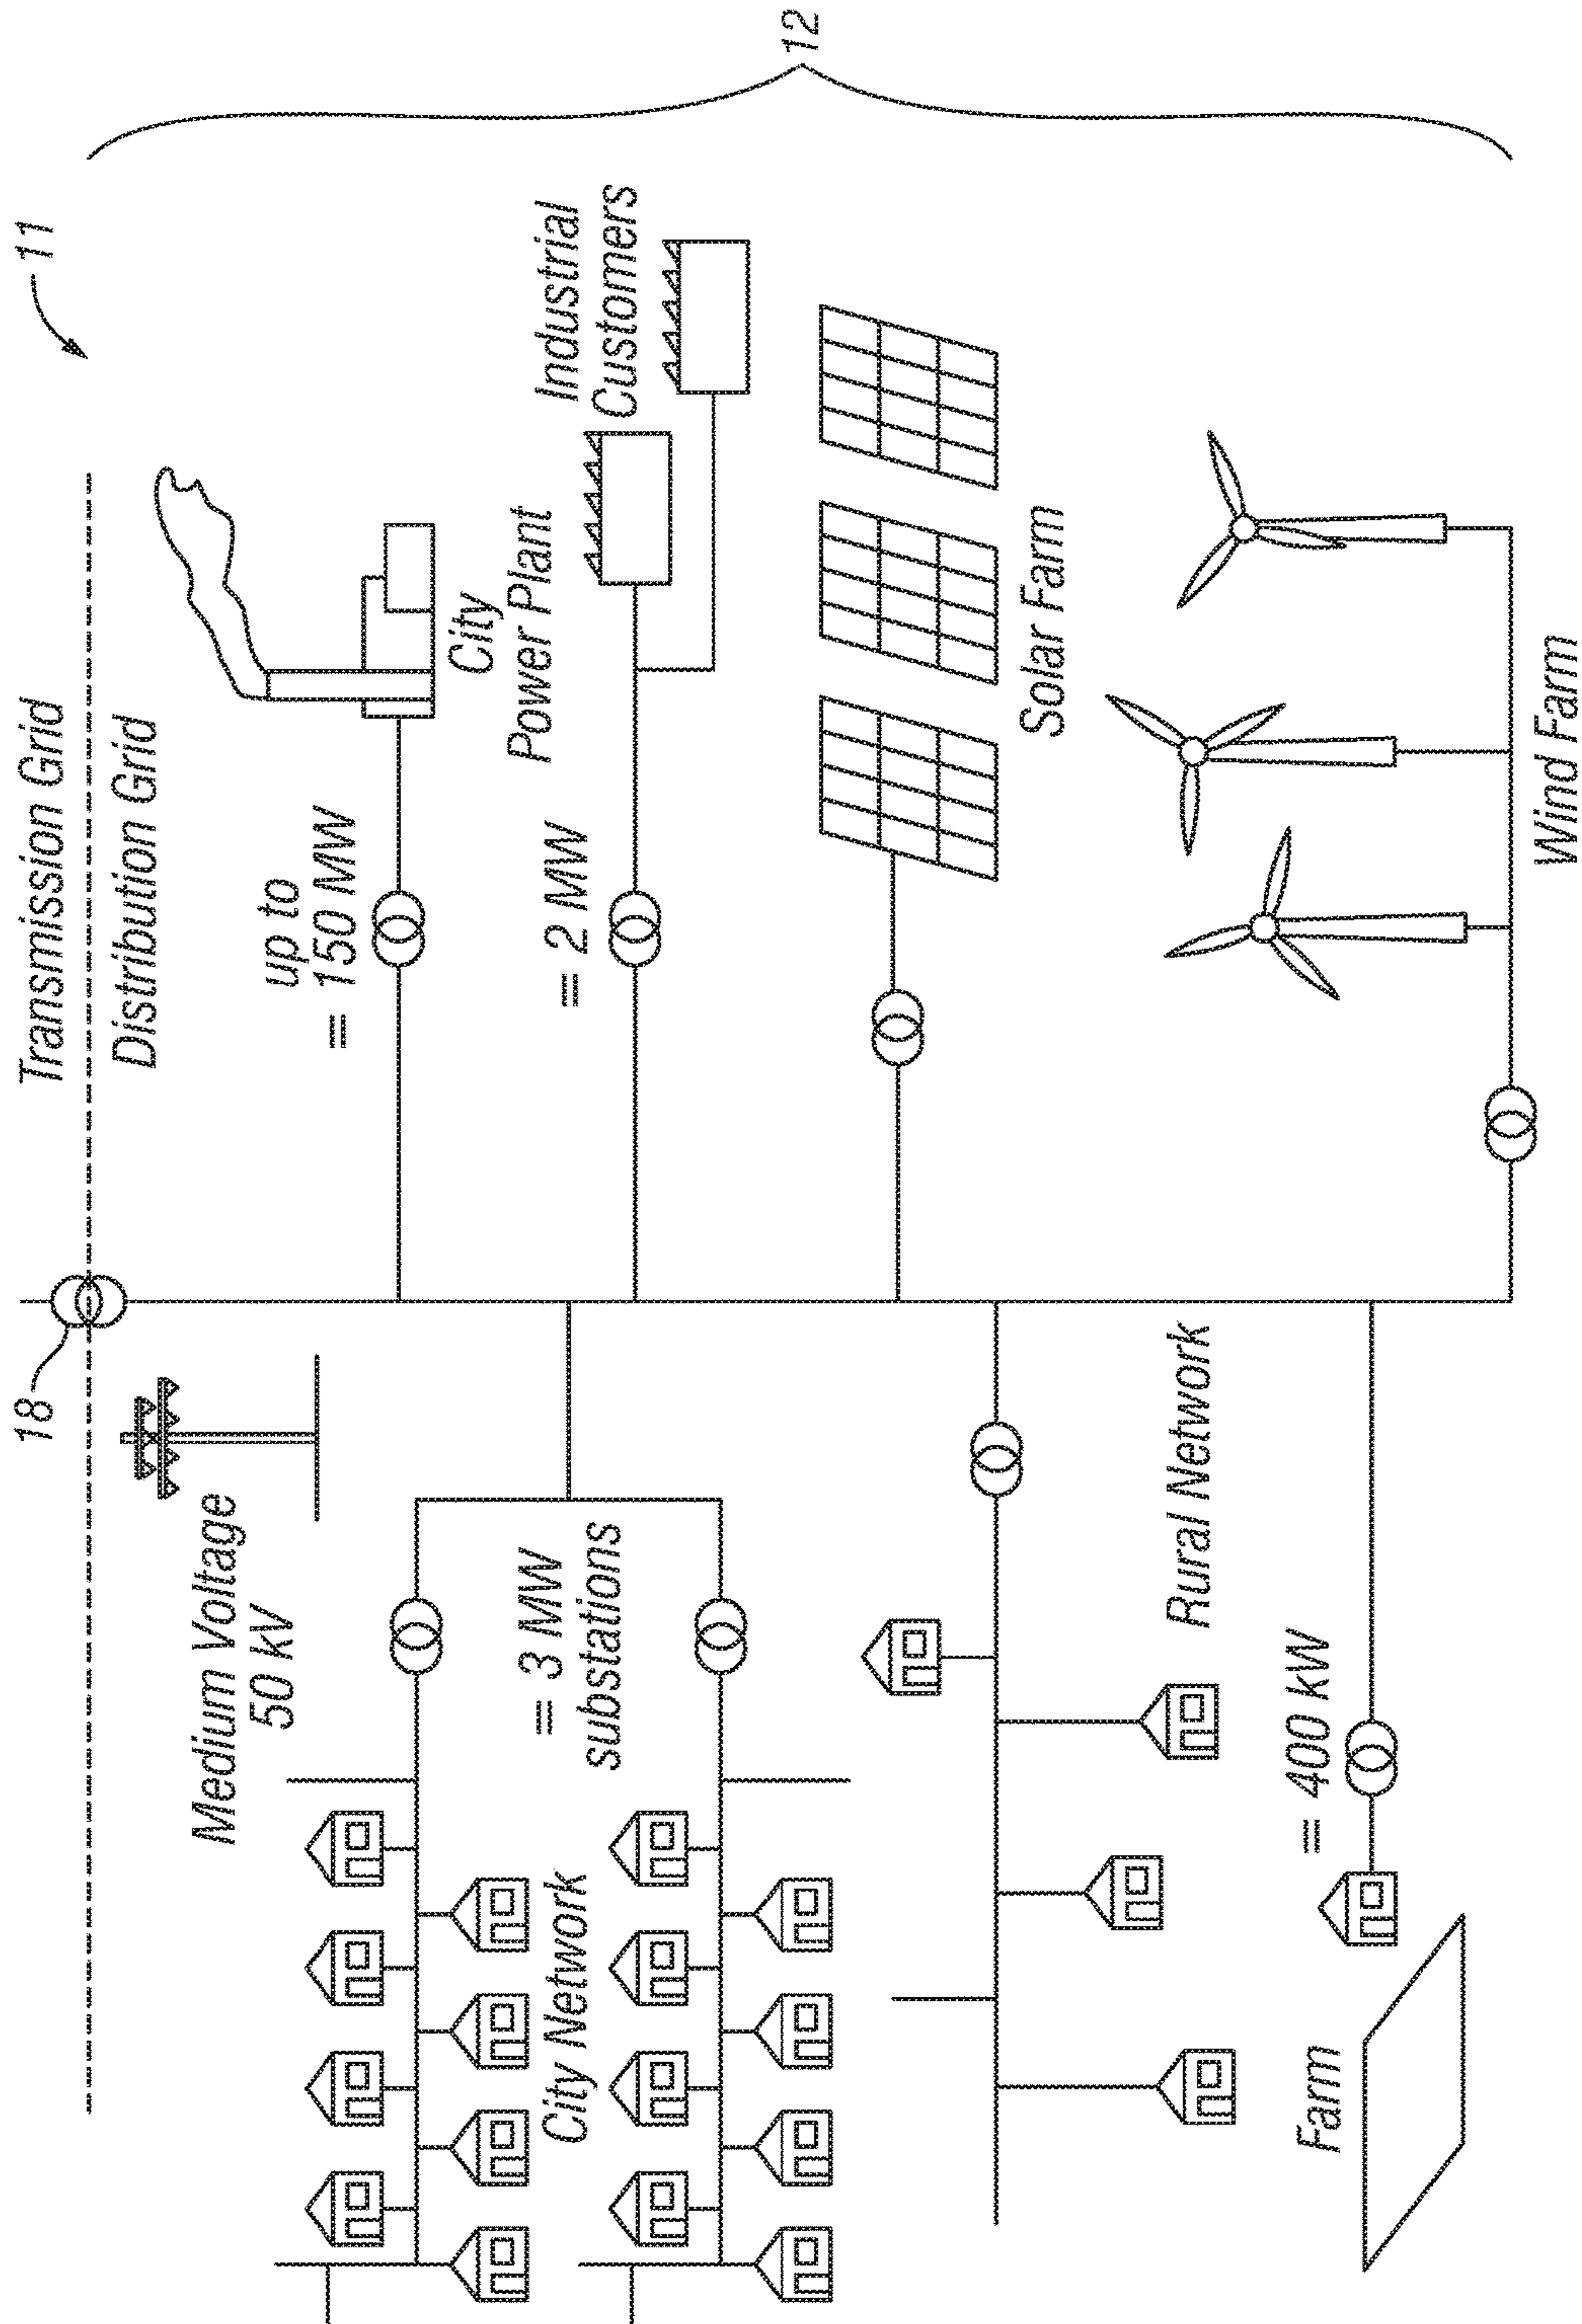 11
Transmission Grid
Distribution Grid
18
Medium Voltage
50 kV
up to
= 150 MW
City
Power Plant
= 2 MW
Industrial
Customers
= 3 MW
substations
City Network
12
Solar Farm
Rural Network
= 400 kW
Farm
Wind Farm